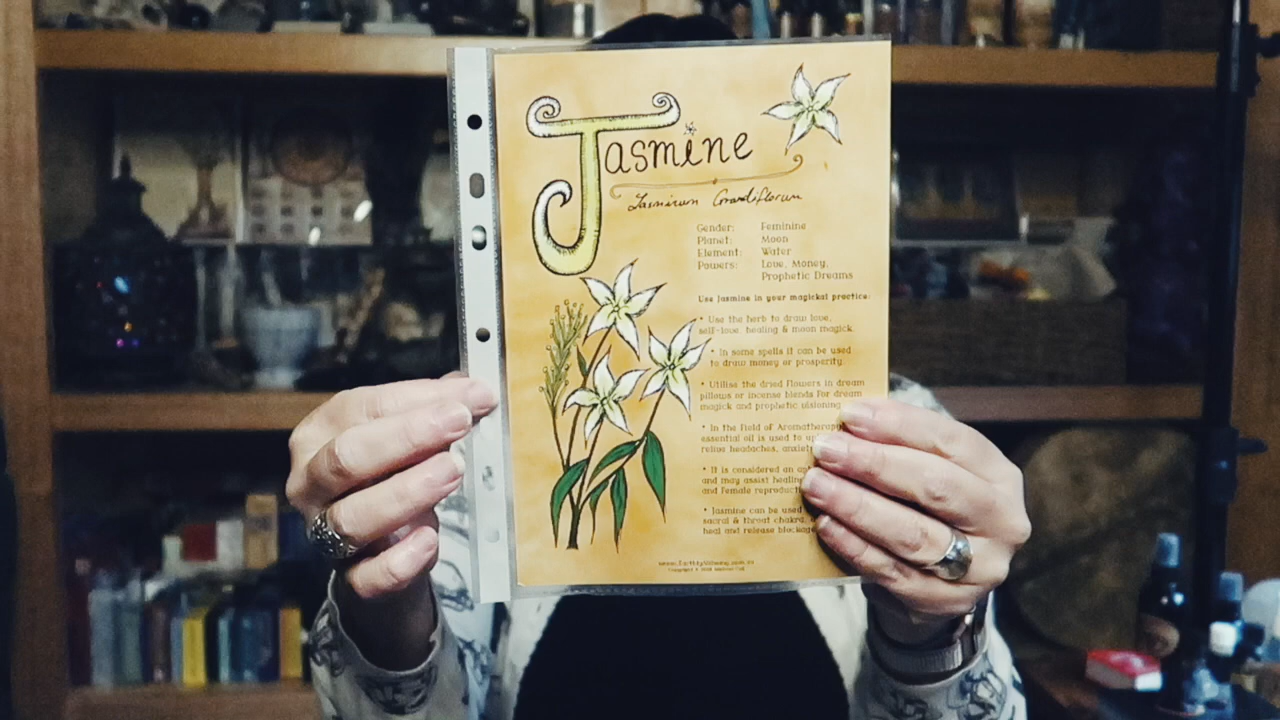 Jasmine
Jasminum Grandiflorum
Gender: Feminine
Planet: Moon
Element: Water
Powers: Love, Money,
Prophetic Dreams
Use Jasmine in your magickal practice:
* Use the herb to draw love,
self-love, healing & moon magick.
* In some spells it can be used
to draw money or prosperity.
* Utilise the dried flowers in dream
pillows or incense blends for dream
magick and prophetic visioning
* In the field of Aromatherapy
essential oil is used to
headaches,
* It is considered an
and may assist healing
and female
* Jasmine can be used
sacral & throat chakra,
heal and release